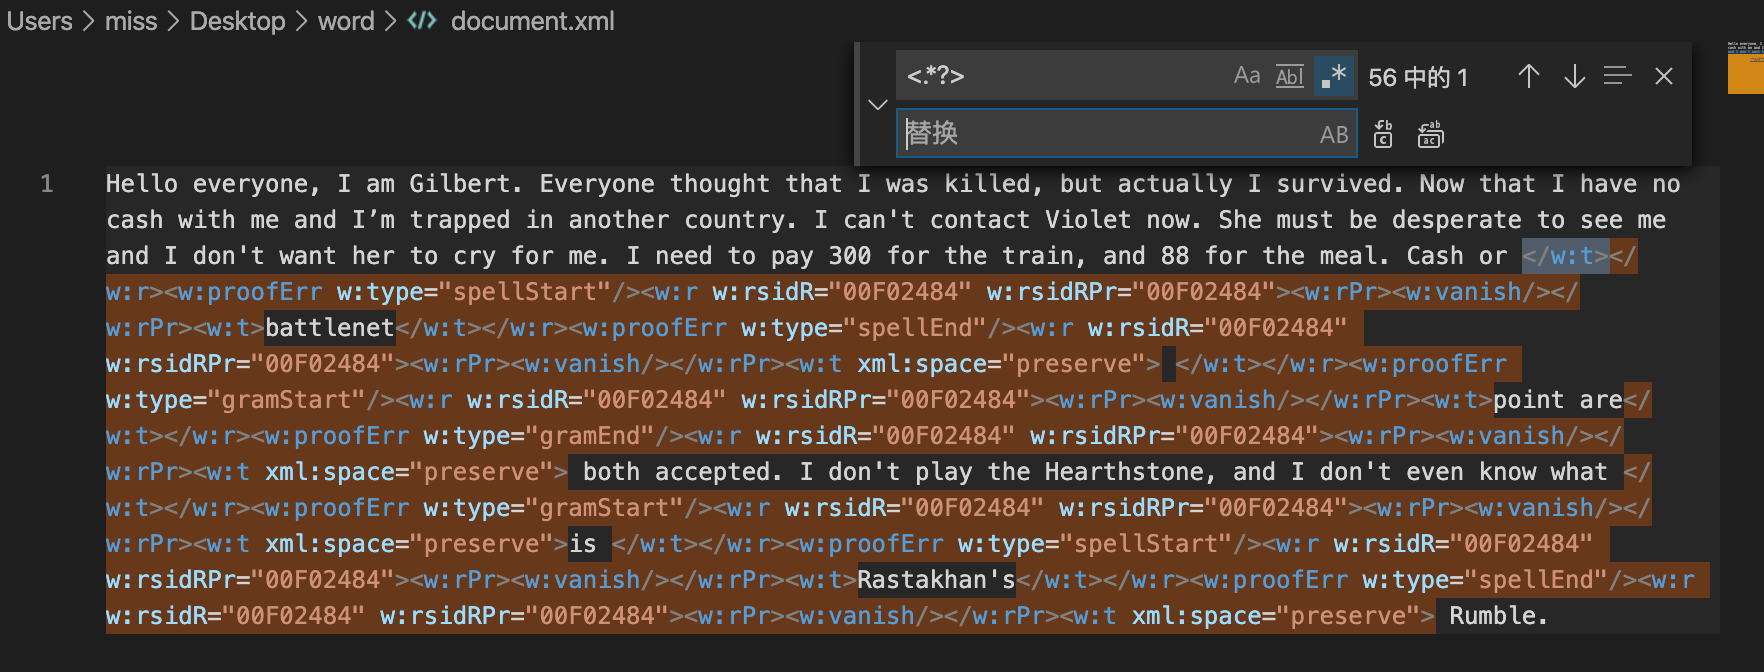 Users > miss > Desktop > word > </> document.xml
<.*?> Aa Abl .* 56 中的 1
替换 AB
1 Hello everyone, I am Gilbert. Everyone thought that I was killed, but actually I survived. Now that I have no
cash with me and I’m trapped in another country. I can't contact Violet now. She must be desperate to see me
and I don't want her to cry for me. I need to pay 300 for the train, and 88 for the meal. Cash or </w:t></
w:r><w:proofErr w:type="spellStart"/><w:r w:rsidR="00F02484" w:rsidRPr="00F02484"><w:rPr><w:vanish/></
w:rPr><w:t>battlenet</w:t></w:r><w:proofErr w:type="spellEnd"/><w:r w:rsidR="00F02484"
w:rsidRPr="00F02484"><w:rPr><w:vanish/></w:rPr><w:t xml:space="preserve"> </w:t></w:r><w:proofErr
w:type="gramStart"/><w:r w:rsidR="00F02484" w:rsidRPr="00F02484"><w:rPr><w:vanish/></w:rPr><w:t>point are</
w:t></w:r><w:proofErr w:type="gramEnd"/><w:r w:rsidR="00F02484" w:rsidRPr="00F02484"><w:rPr><w:vanish/></
w:rPr><w:t xml:space="preserve"> both accepted. I don't play the Hearthstone, and I don't even know what </
w:t></w:r><w:proofErr w:type="gramStart"/><w:r w:rsidR="00F02484" w:rsidRPr="00F02484"><w:rPr><w:vanish/></
w:rPr><w:t xml:space="preserve">is </w:t></w:r><w:proofErr w:type="spellStart"/><w:r w:rsidR="00F02484"
w:rsidRPr="00F02484"><w:rPr><w:vanish/></w:rPr><w:t>Rastakhan's</w:t></w:r><w:proofErr w:type="spellEnd"/><w:r
w:rsidR="00F02484" w:rsidRPr="00F02484"><w:rPr><w:vanish/></w:rPr><w:t xml:space="preserve"> Rumble.